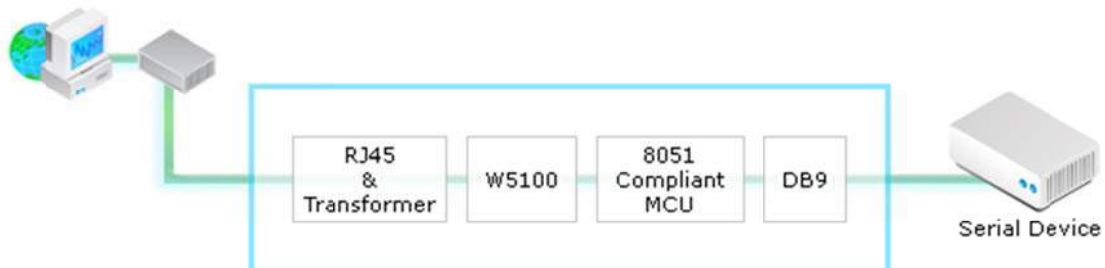 RJ45
&
Transformer
W5100
8051
Compliant
MCU
DB9
Serial Device